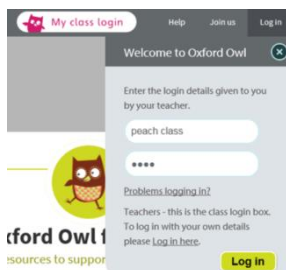 My class login
Help
Join us
Log in
Welcome to Oxford Owl
Enter the login details given to you
by your teacher.
peach class
••••
Problems logging in?
Teachers - this is the class login box.
To log in with your own details
please Log in here.
Log in
xford Owl f
esources to suppor